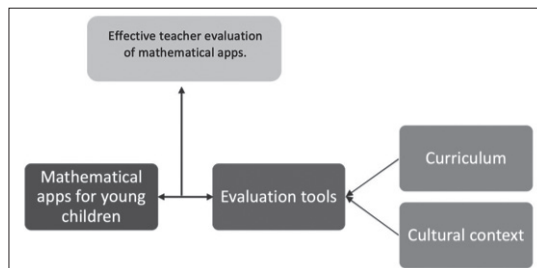 Effective teacher evaluation
of mathematical apps.
Mathematical
apps for young
children
Evaluation tools
Curriculum
Cultural context